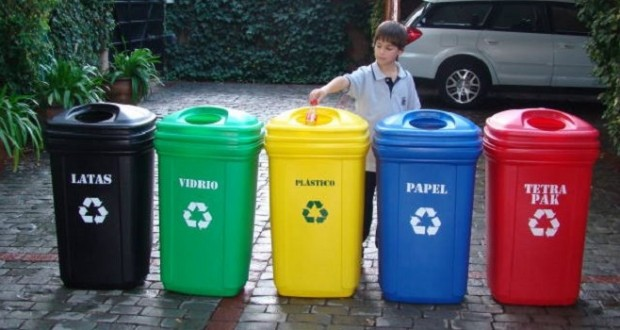 LATAS
VIDRIO
PLÁSTICO
PAPEL
TETRA
PAK